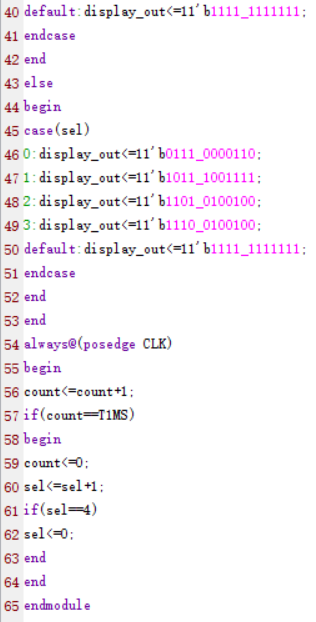 40 default:display_out<=11'b1111_1111111;
41 endcase
42 end
43 else
44 begin
45 case(sel)
46 0:display_out<=11'b0111_0000110;
47 1:display_out<=11'b1011_1001111;
48 2:display_out<=11'b1101_0100100;
49 3:display_out<=11'b1110_0100100;
50 default:display_out<=11'b1111_1111111;
51 endcase
52 end
53 end
54 always@(posedge CLK)
55 begin
56 count<=count+1;
57 if(count==T1MS)
58 begin
59 count<=0;
60 sel<=sel+1;
61 if(sel==4)
62 sel<=0;
63 end
64 end
65 endmodule